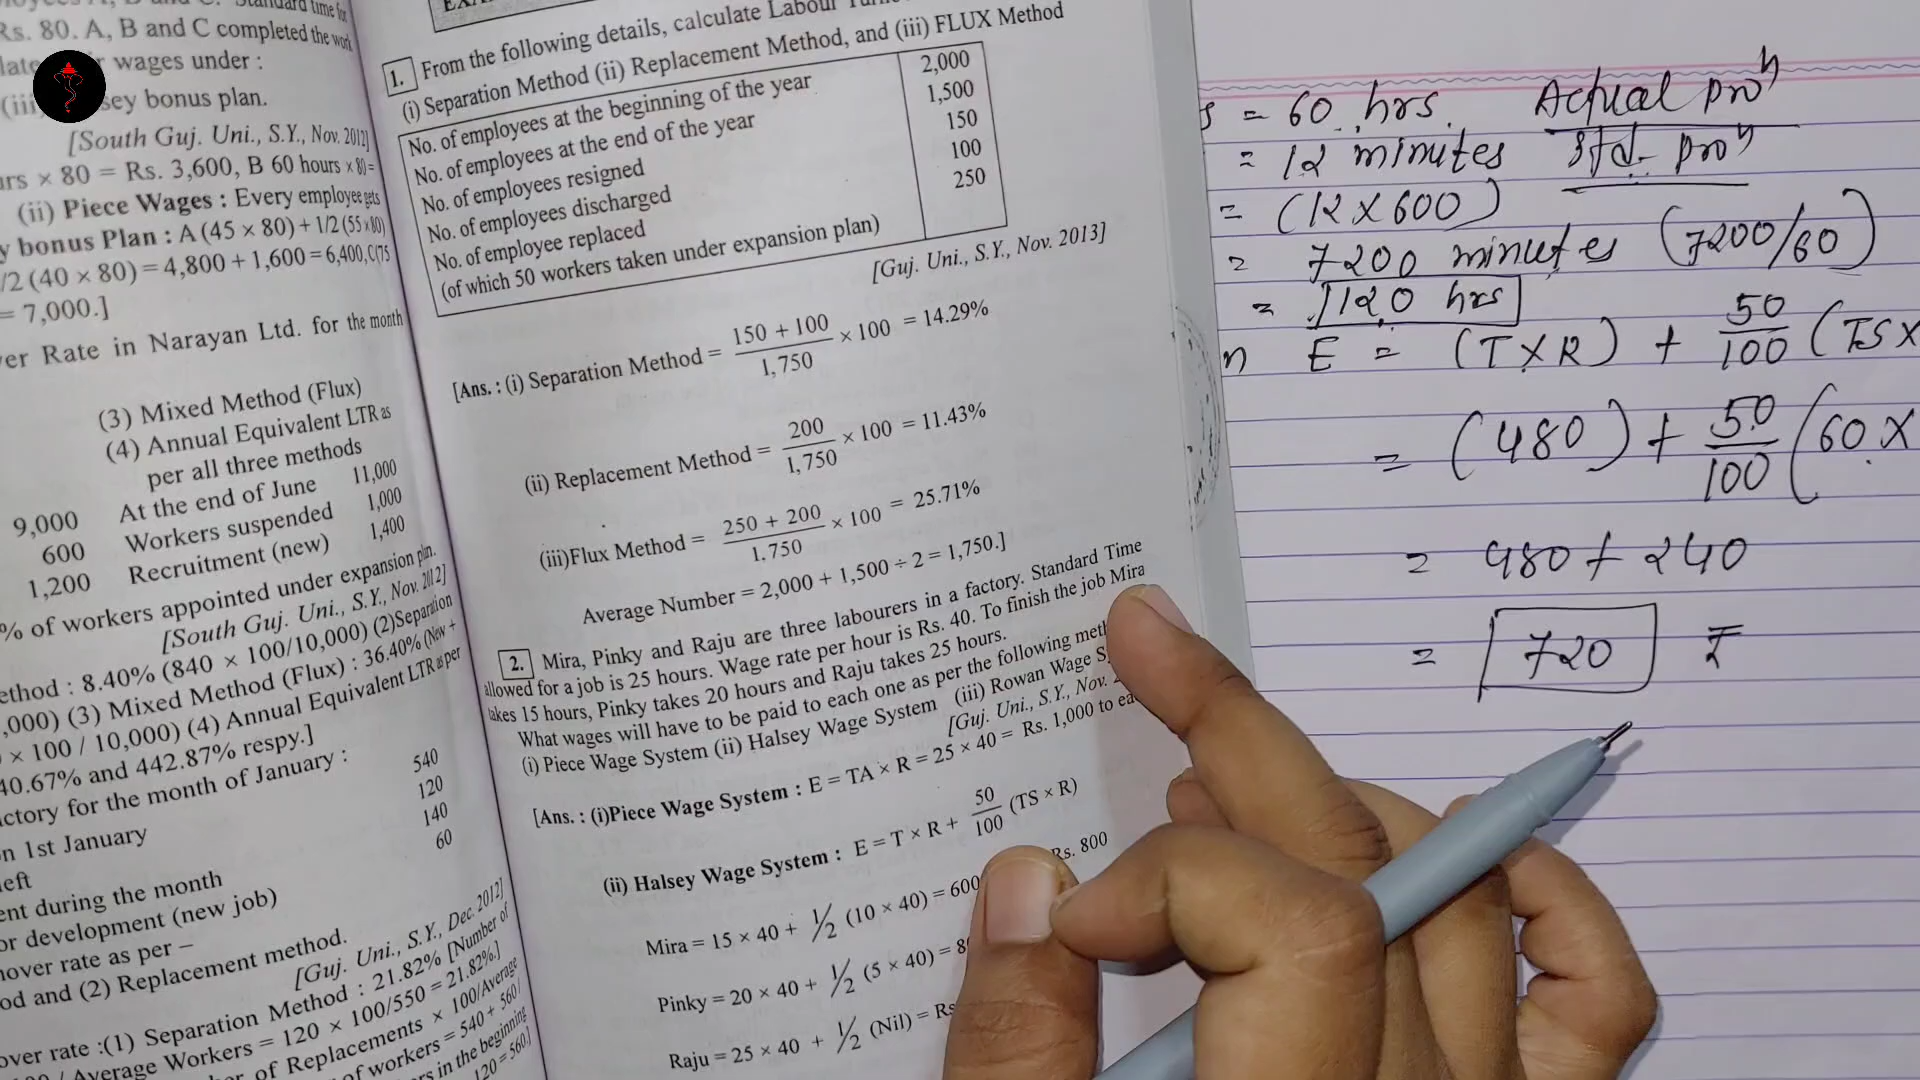 Standard time for
Rs. 80. A, B and C completed the work
wages under :
bonus plan.
[South Guj. Uni., S.Y., Nov. 2012]
× 80 = Rs. 3,600, B 60 hours × 80 =
(ii) Piece Wages : Every employee gets
bonus Plan : A (45 × 80) + 1/2 (55 × 80)
/2 (40 × 80) = 4,800 + 1,600 = 6,400, C (75
= 7,000.]
Rate in Narayan Ltd. for the month
(3) Mixed Method (Flux)
(4) Annual Equivalent LTR as
per all three methods
9,000 At the end of June 11,000
600 Workers suspended 1,000
1,200 Recruitment (new) 1,400
% of workers appointed under expansion plan.
[South Guj. Uni., S.Y., Nov. 2012]
: 8.40% (840 × 100/10,000) (2) Separation
,000) (3) Mixed Method (Flux) : 36.40% (New +
× 100 / 10,000) (4) Annual Equivalent LTR as per
40.67% and 442.87% respy.]
for the month of January :
on 1st January 540
left 120
during the month 140
or development (new job) 60
rate as per –
and (2) Replacement method.
[Guj. Uni., S.Y., Dec. 2012]
rate :(1) Separation Method : 21.82% [Number of
Average Workers = 120 × 100/550 = 21.82%.]
of Replacements × 100/Average
of workers = 540 + 560/
in the beginning
120 = 560.]
1. From the following details, calculate Labour
(i) Separation Method (ii) Replacement Method, and (iii) FLUX Method
No. of employees at the beginning of the year 2,000
No. of employees at the end of the year 1,500
No. of employees resigned 150
No. of employees discharged 100
No. of employee replaced 250
(of which 50 workers taken under expansion plan)
[Guj. Uni., S.Y., Nov. 2013]
[Ans. : (i) Separation Method = 150 + 100 / 1,750 × 100 = 14.29%
(ii) Replacement Method = 200 / 1,750 × 100 = 11.43%
(iii)Flux Method = 250 + 200 / 1.750 × 100 = 25.71%
Average Number = 2,000 + 1,500 ÷ 2 = 1,750.]
2. Mira, Pinky and Raju are three labourers in a factory. Standard Time
allowed for a job is 25 hours. Wage rate per hour is Rs. 40. To finish the job Mira
takes 15 hours, Pinky takes 20 hours and Raju takes 25 hours.
What wages will have to be paid to each one as per the following
(i) Piece Wage System (ii) Halsey Wage System (iii) Rowan Wage
[Guj. Uni., S.Y., Nov.
[Ans. : (i)Piece Wage System : E = TA × R = 25 × 40 = Rs. 1,000 to
(ii) Halsey Wage System : E = T × R + 50/100 (TS × R)
Mira = 15 × 40 + 1/2 (10 × 40) = 600 Rs. 800
Pinky = 20 × 40 + 1/2 (5 × 40) =
Raju = 25 × 40 + 1/2 (Nil) =
= 60 hrs. Actual proⁿ
= 12 minutes Std. proⁿ
= (12 X 600)
= 7200 minutes (7200/60)
= 120 hrs
n E = (T X R) + 50/100 (TS X
= (480) + 50/100 (60 X
= 480 + 240
= 720 ₹